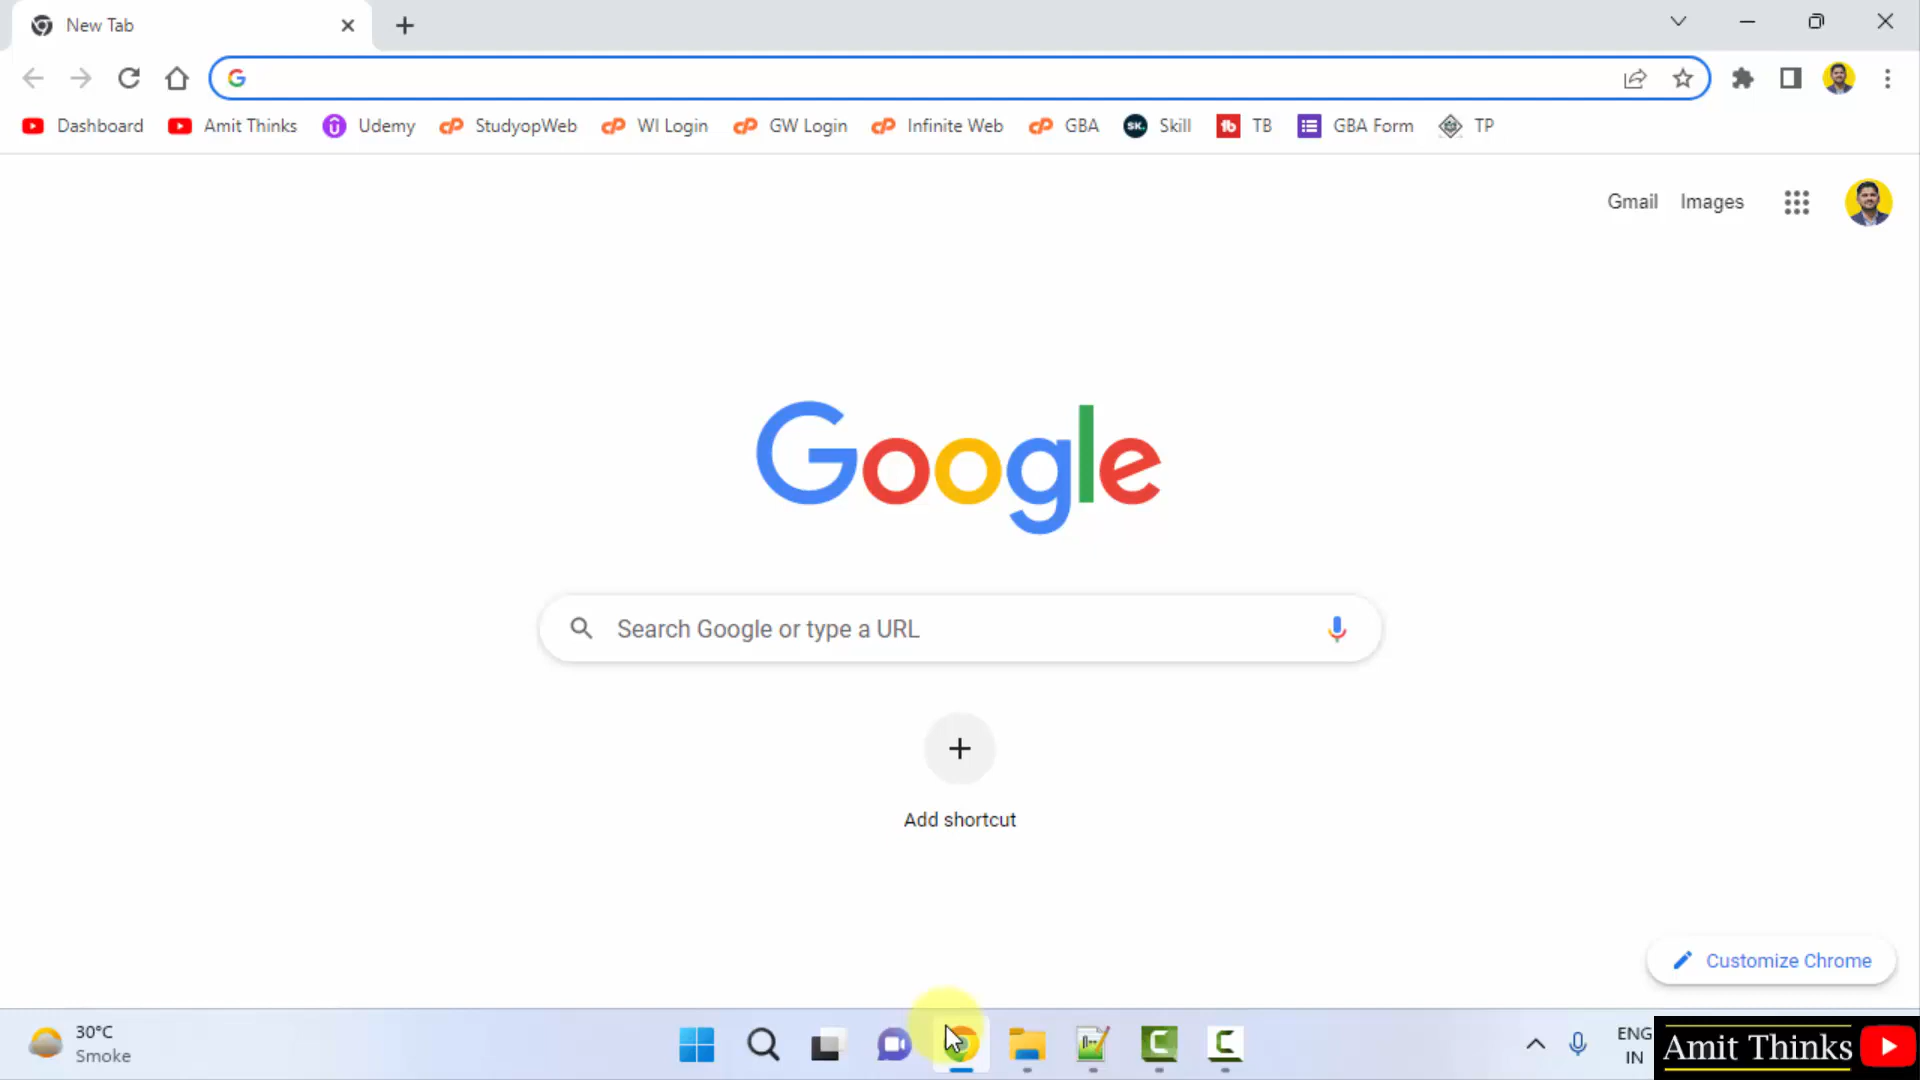 New Tab
Dashboard Amit Thinks Udemy StudyopWeb WI Login GW Login Infinite Web GBA Skill TB GBA Form TP
Gmail Images
Google
Search Google or type a URL
Add shortcut
Customize Chrome
30°C
Smoke
ENG
IN
Amit Thinks